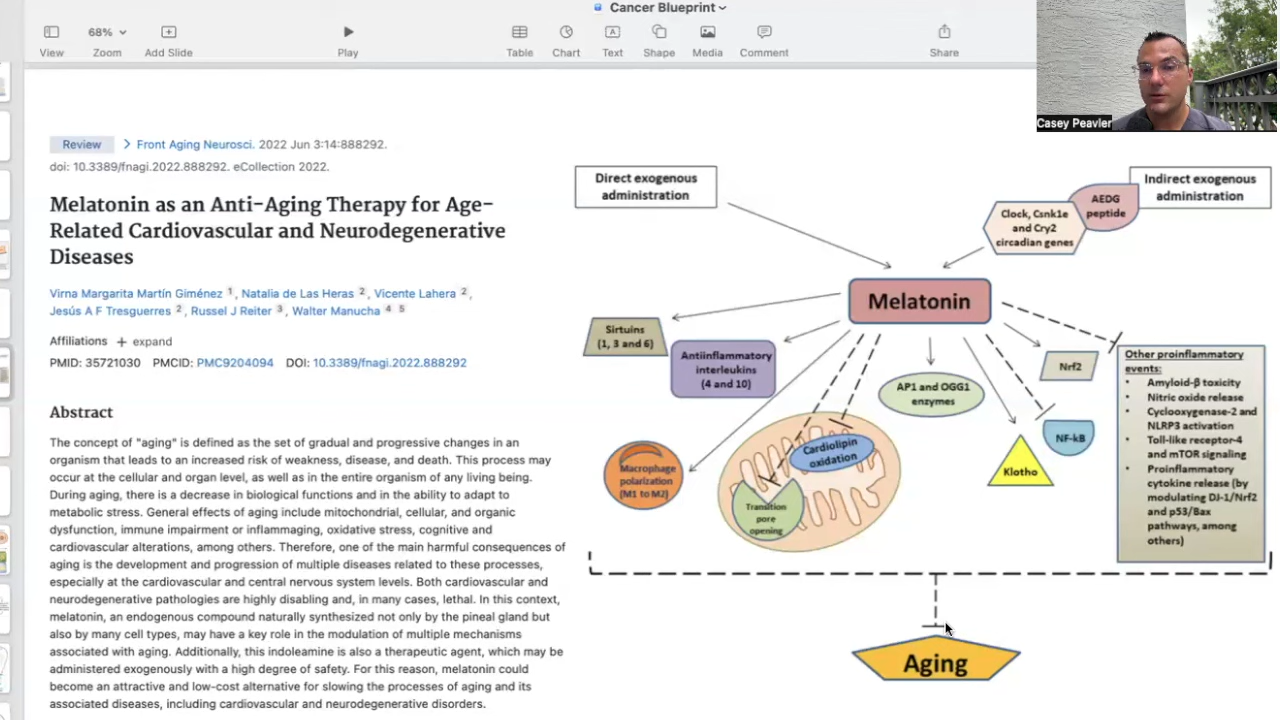 Cancer Blueprint
68%
View
Zoom
Add Slide
Play
Table
Chart
Text
Shape
Media
Comment
Share
Casey Peavler
Review
Front Aging Neurosci. 2022 Jun 3:14:888292.
doi: 10.3389/fnagi.2022.888292. eCollection 2022.
Melatonin as an Anti-Aging Therapy for Age-
Related Cardiovascular and Neurodegenerative
Diseases
Virna Margarita Martín Giménez 1, Natalia de Las Heras 2, Vicente Lahera 2,
Jesús A F Tresguerres 2, Russel J Reiter 3, Walter Manucha 4 5
Affiliations + expand
PMID: 35721030 PMCID: PMC9204094 DOI: 10.3389/fnagi.2022.888292
Abstract
The concept of "aging" is defined as the set of gradual and progressive changes in an
organism that leads to an increased risk of weakness, disease, and death. This process may
occur at the cellular and organ level, as well as in the entire organism of any living being.
During aging, there is a decrease in biological functions and in the ability to adapt to
metabolic stress. General effects of aging include mitochondrial, cellular, and organic
dysfunction, immune impairment or inflammaging, oxidative stress, cognitive and
cardiovascular alterations, among others. Therefore, one of the main harmful consequences of
aging is the development and progression of multiple diseases related to these processes,
especially at the cardiovascular and central nervous system levels. Both cardiovascular and
neurodegenerative pathologies are highly disabling and, in many cases, lethal. In this context,
melatonin, an endogenous compound naturally synthesized not only by the pineal gland but
also by many cell types, may have a key role in the modulation of multiple mechanisms
associated with aging. Additionally, this indoleamine is also a therapeutic agent, which may be
administered exogenously with a high degree of safety. For this reason, melatonin could
become an attractive and low-cost alternative for slowing the processes of aging and its
associated diseases, including cardiovascular and neurodegenerative disorders.
Direct exogenous
administration
Indirect exogenous
administration
AEDG
peptide
Clock, Csnk1e
and Cry2
circadian genes
Melatonin
Sirtuins
(1, 3 and 6)
Antiinflammatory
interleukins
(4 and 10)
AP1 and OGG1
enzymes
Nrf2
NF-kB
Klotho
Macrophage
polarization
(M1 to M2)
Cardiolipin
oxidation
Transition
pore
opening
Other proinflammatory
events:
• Amyloid-β toxicity
• Nitric oxide release
• Cyclooxygenase-2 and
NLRP3 activation
• Toll-like receptor-4
and mTOR signaling
• Proinflammatory
cytokine release (by
modulating DJ-1/Nrf2
and p53/Bax
pathways, among
others)
Aging